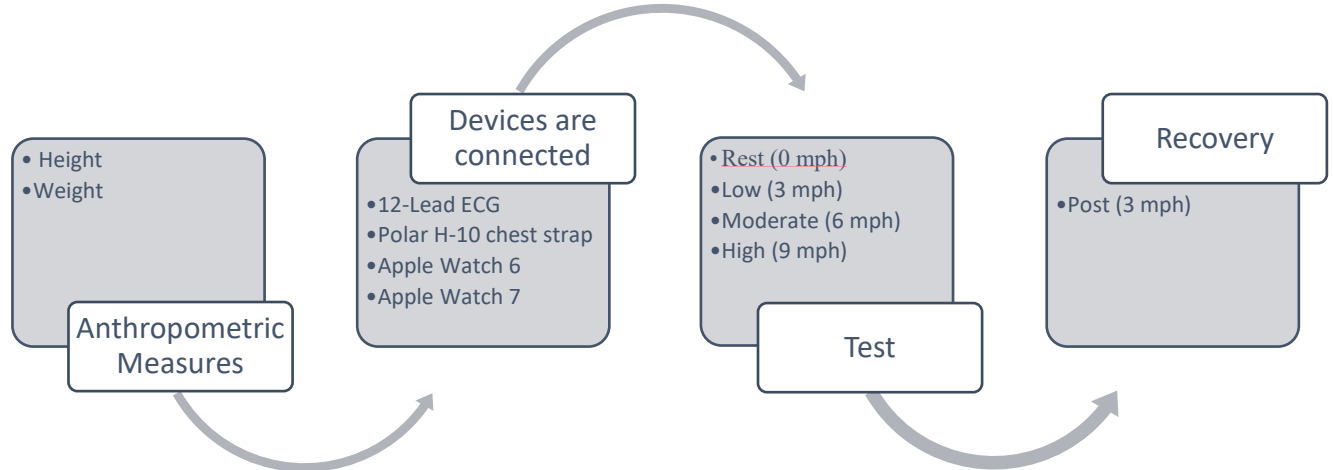 • Height
•Weight
Anthropometric
Measures
Devices are
connected
•12-Lead ECG
•Polar H-10 chest strap
•Apple Watch 6
•Apple Watch 7
•Rest (0 mph)
•Low (3 mph)
•Moderate (6 mph)
•High (9 mph)
Test
Recovery
•Post (3 mph)